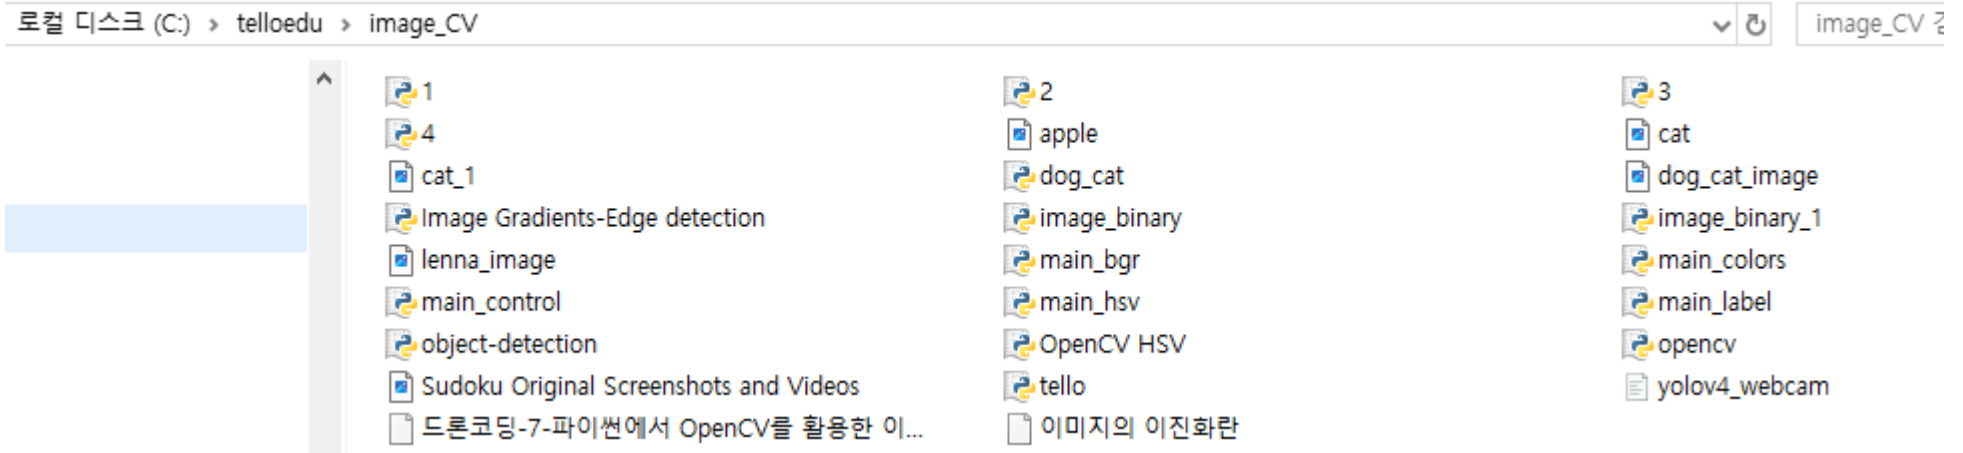 로컬 디스크 (C:) › telloedu › image_CV image_CV
1 2 3
4 apple cat
cat_1 dog_cat dog_cat_image
Image Gradients-Edge detection image_binary image_binary_1
lenna_image main_bgr main_colors
main_control main_hsv main_label
object-detection OpenCV HSV opencv
Sudoku Original Screenshots and Videos tello yolov4_webcam
드론코딩-7-파이썬에서 OpenCV를 활용한 이... 이미지의 이진화란